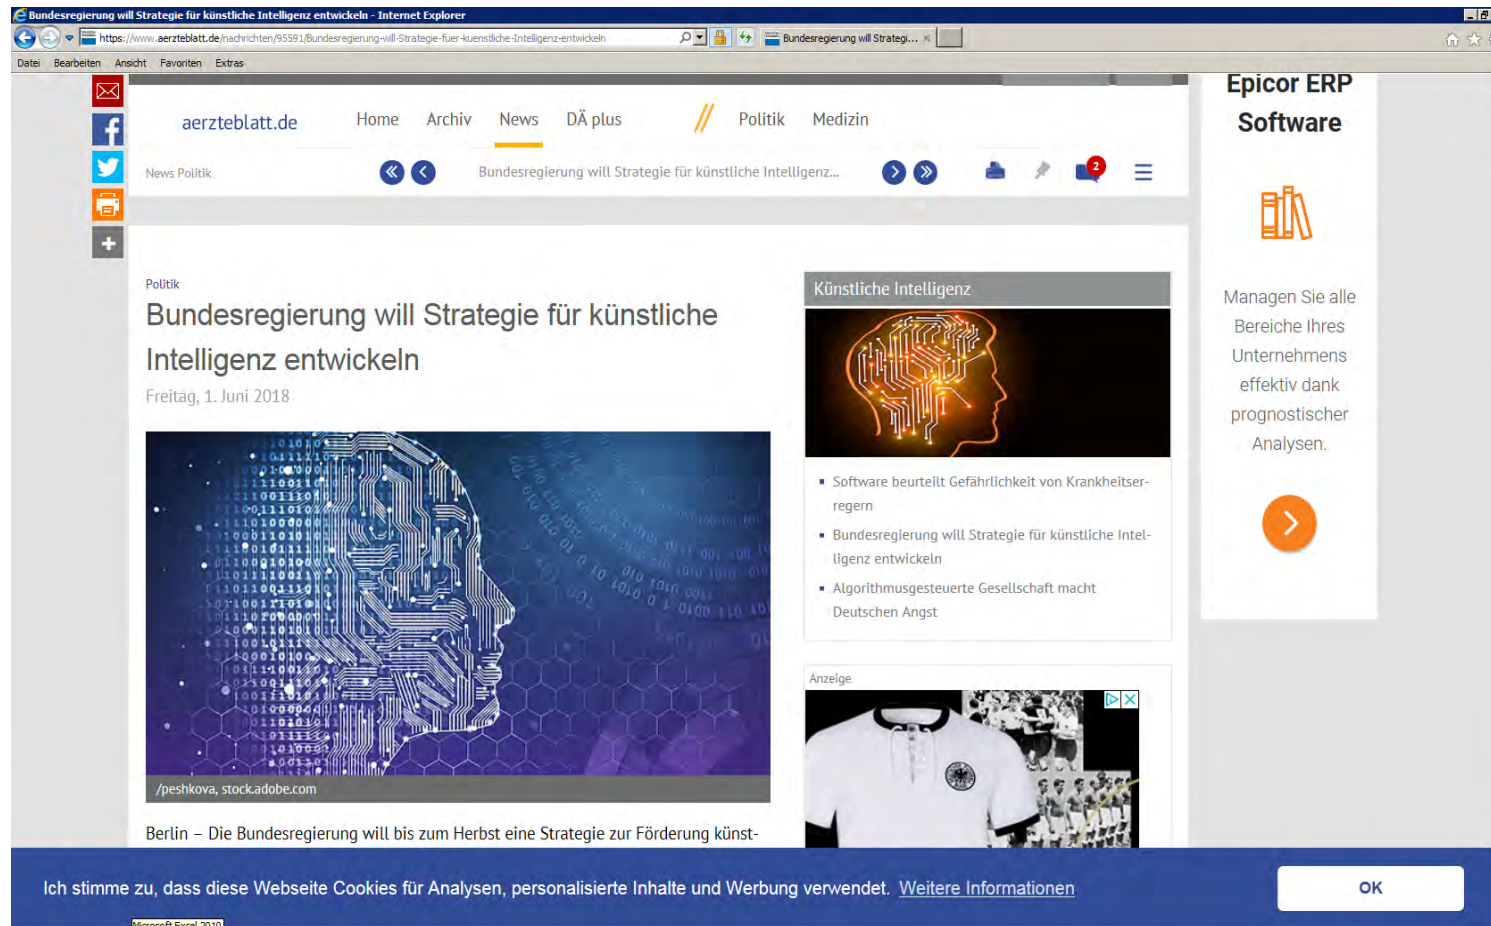 Bundesregierung will Strategie für künstliche Intelligenz entwickeln - Internet Explorer
https://www.aerzteblatt.de/nachrichten/95591/Bundesregierung-will-Strategie-fuer-kuenstliche-Intelligenz-entwickeln
Bundesregierung will Strategi...
Datei Bearbeiten Ansicht Favoriten Extras
aerzteblatt.de Home Archiv News DÄ plus // Politik Medizin
News Politik Bundesregierung will Strategie für künstliche Intelligenz... 2
Politik
Bundesregierung will Strategie für künstliche
Intelligenz entwickeln
Freitag, 1. Juni 2018
/peshkova, stock.adobe.com
Berlin – Die Bundesregierung will bis zum Herbst eine Strategie zur Förderung künst-
Künstliche Intelligenz
Software beurteilt Gefährlichkeit von Krankheitser-
regern
Bundesregierung will Strategie für künstliche Intel-
ligenz entwickeln
Algorithmusgesteuerte Gesellschaft macht
Deutschen Angst
Anzeige
Epicor ERP
Software
Managen Sie alle
Bereiche Ihres
Unternehmens
effektiv dank
prognostischer
Analysen.
Ich stimme zu, dass diese Webseite Cookies für Analysen, personalisierte Inhalte und Werbung verwendet. Weitere Informationen
OK
Microsoft Excel 2010